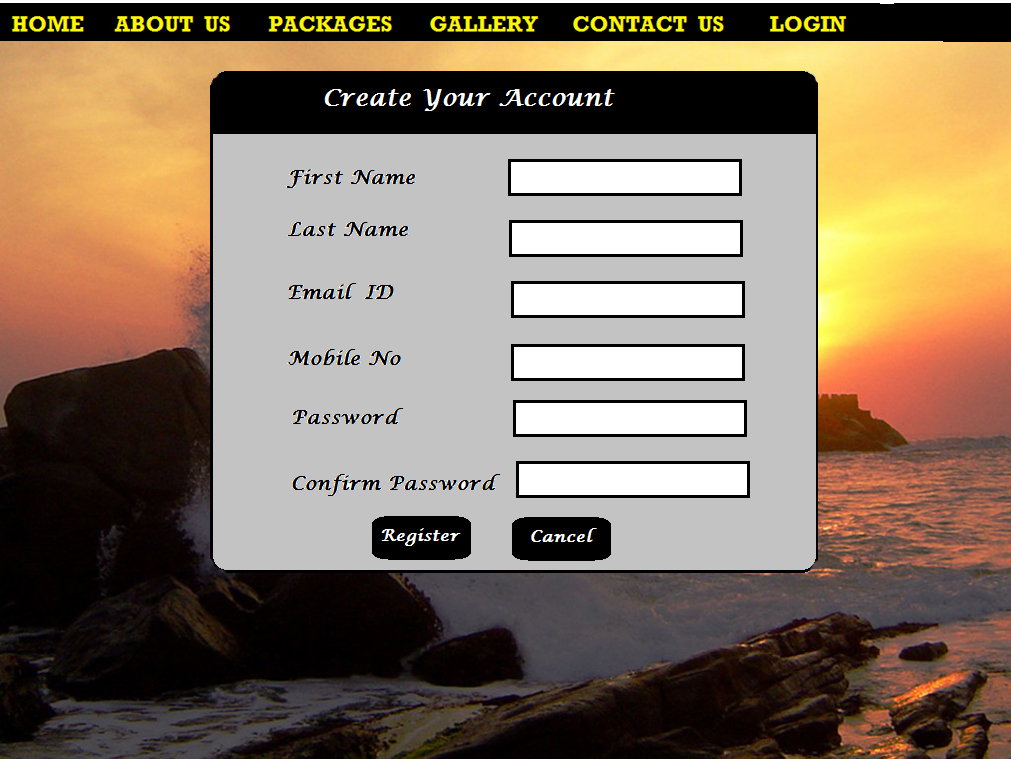 HOME ABOUT US PACKAGES GALLERY CONTACT US LOGIN
Create Your Account
First Name
Last Name
Email ID
Mobile No
Password
Confirm Password
Register Cancel